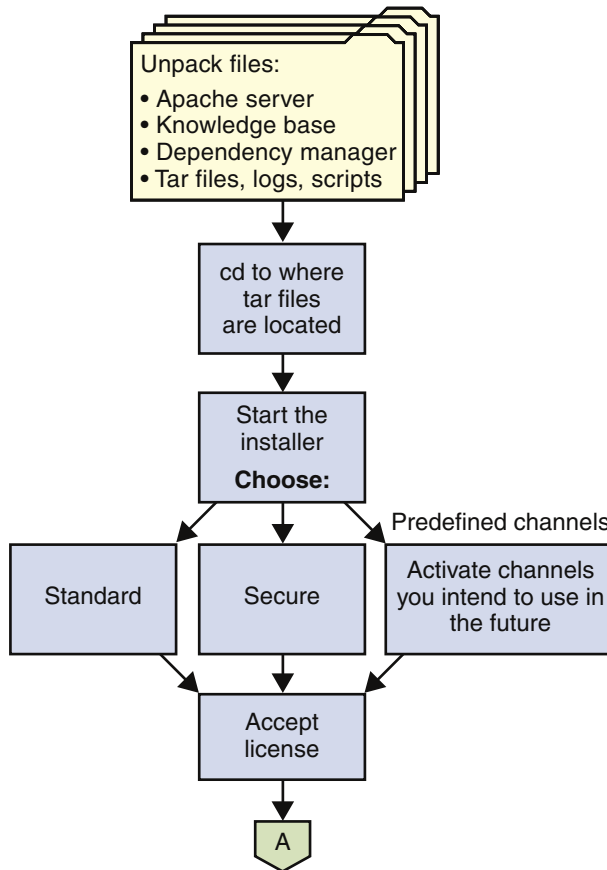 Unpack files:
• Apache server
• Knowledge base
• Dependency manager
• Tar files, logs, scripts
cd to where
tar files
are located
Start the
installer
Choose:
Predefined channels
Standard
Secure
Activate channels
you intend to use in
the future
Accept
license
A